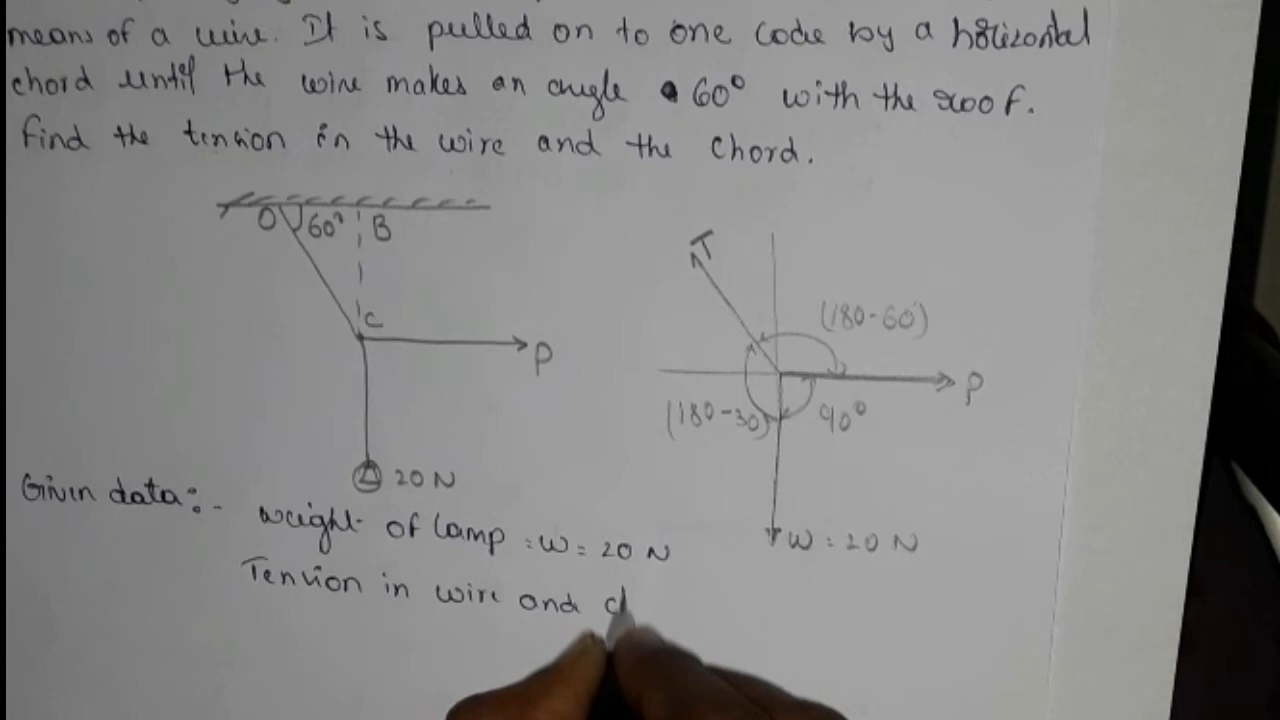 means of a wire. It is pulled on to one code by a horizontal
chord until the wire makes an angle 60° with the roof.
Find the tension in the wire and the chord.
O 60° B
C
P
20 N
T
(180-60)
P
(180-30) 90°
W = 20 N
Given data:-
weight of lamp = W = 20 N
Tension in wire and